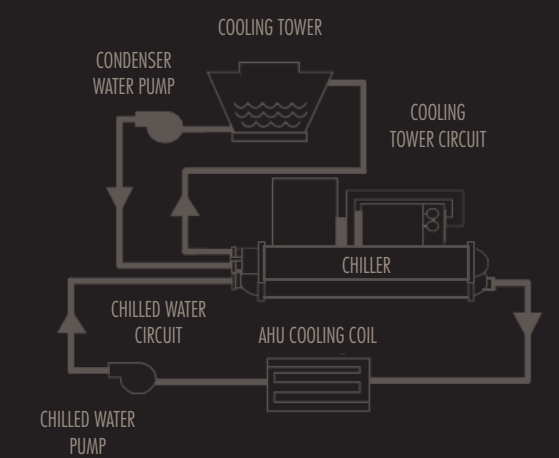 COOLING TOWER
CONDENSER
WATER PUMP
COOLING
TOWER CIRCUIT
CHILLER
CHILLED WATER
CIRCUIT
AHU COOLING COIL
CHILLED WATER
PUMP